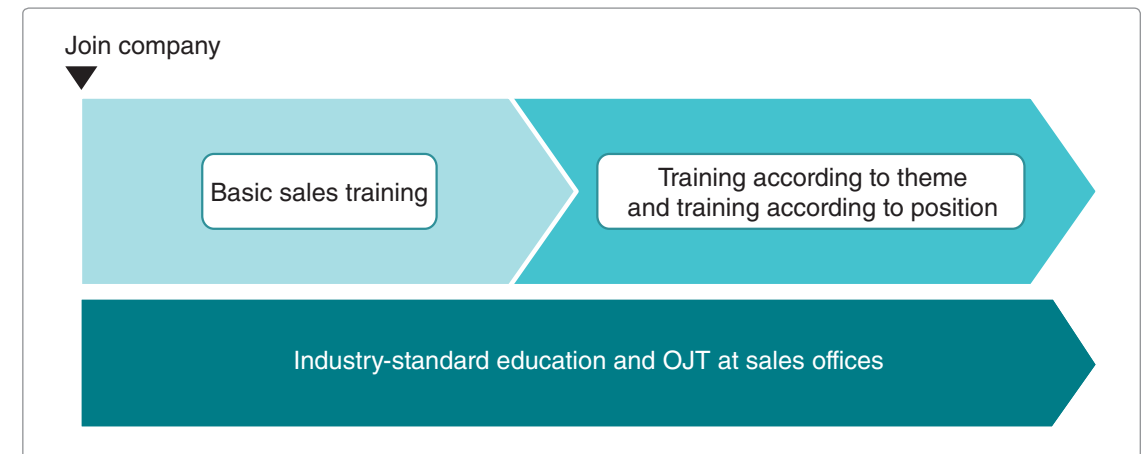 Join company
Basic sales training
Training according to theme
and training according to position
Industry-standard education and OJT at sales offices